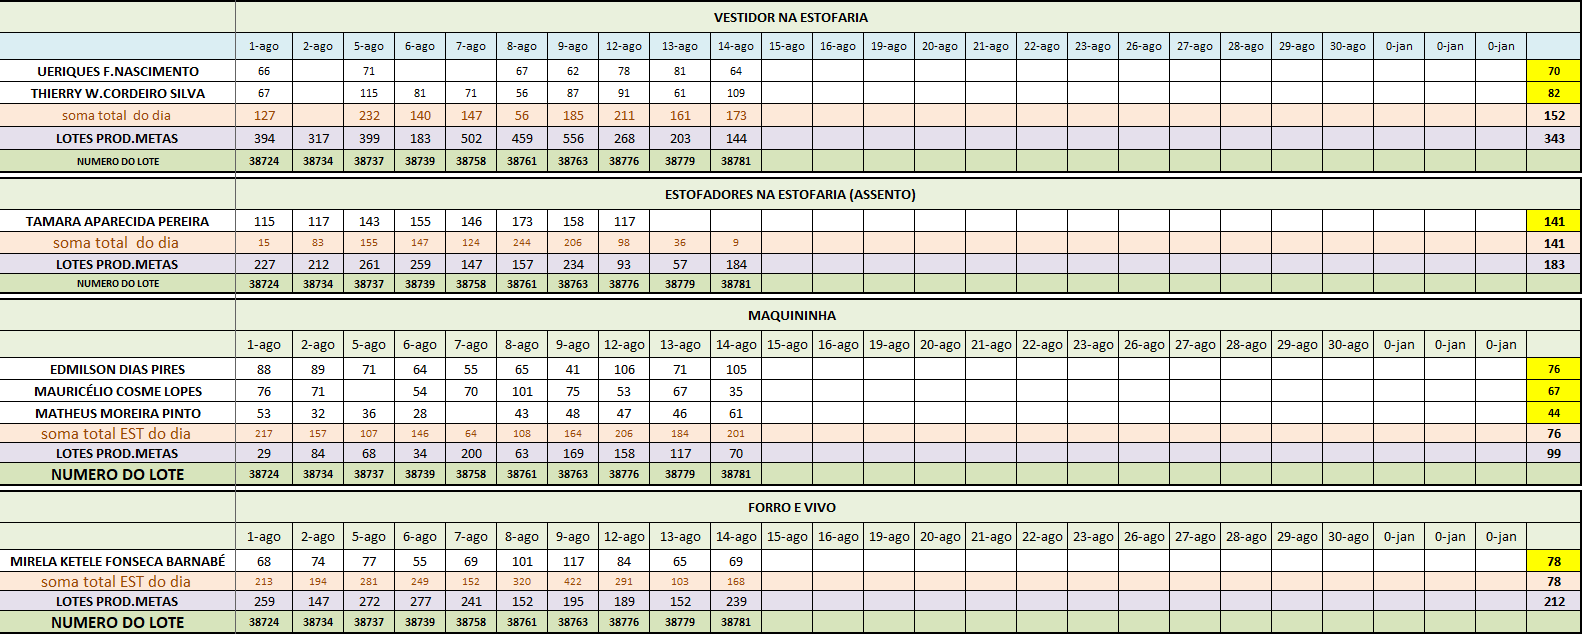 VESTIDOR NA ESTOFARIA
1-ago 2-ago 5-ago 6-ago 7-ago 8-ago 9-ago 12-ago 13-ago 14-ago 15-ago 16-ago 19-ago 20-ago 21-ago 22-ago 23-ago 26-ago 27-ago 28-ago 29-ago 30-ago 0-jan 0-jan 0-jan
UERIQUES F.NASCIMENTO 66 71 67 62 78 81 64 70
THIERRY W.CORDEIRO SILVA 67 115 81 71 56 87 91 61 109 82
soma total do dia 127 232 140 147 56 185 211 161 173 152
LOTES PROD.METAS 394 317 399 183 502 459 556 268 203 144 343
NUMERO DO LOTE 38724 38734 38737 38739 38758 38761 38763 38776 38779 38781
ESTOFADORES NA ESTOFARIA (ASSENTO)
TAMARA APARECIDA PEREIRA 115 117 143 155 146 173 158 117 141
soma total do dia 15 83 155 147 124 244 206 98 36 9 141
LOTES PROD.METAS 227 212 261 259 147 157 234 93 57 184 183
NUMERO DO LOTE 38724 38734 38737 38739 38758 38761 38763 38776 38779 38781
MAQUININHA
1-ago 2-ago 5-ago 6-ago 7-ago 8-ago 9-ago 12-ago 13-ago 14-ago 15-ago 16-ago 19-ago 20-ago 21-ago 22-ago 23-ago 26-ago 27-ago 28-ago 29-ago 30-ago 0-jan 0-jan 0-jan
EDMILSON DIAS PIRES 88 89 71 64 55 65 41 106 71 105 76
MAURICÉLIO COSME LOPES 76 71 54 70 101 75 53 67 35 67
MATHEUS MOREIRA PINTO 53 32 36 28 43 48 47 46 61 44
soma total EST do dia 217 157 107 146 64 108 164 206 184 201 76
LOTES PROD.METAS 29 84 68 34 200 63 169 158 117 70 99
NUMERO DO LOTE 38724 38734 38737 38739 38758 38761 38763 38776 38779 38781
FORRO E VIVO
1-ago 2-ago 5-ago 6-ago 7-ago 8-ago 9-ago 12-ago 13-ago 14-ago 15-ago 16-ago 19-ago 20-ago 21-ago 22-ago 23-ago 26-ago 27-ago 28-ago 29-ago 30-ago 0-jan 0-jan 0-jan
MIRELA KETELE FONSECA BARNABÉ 68 74 77 55 69 101 117 84 65 69 78
soma total EST do dia 213 194 281 249 152 320 422 291 103 168 78
LOTES PROD.METAS 259 147 272 277 241 152 195 189 152 239 212
NUMERO DO LOTE 38724 38734 38737 38739 38758 38761 38763 38776 38779 38781